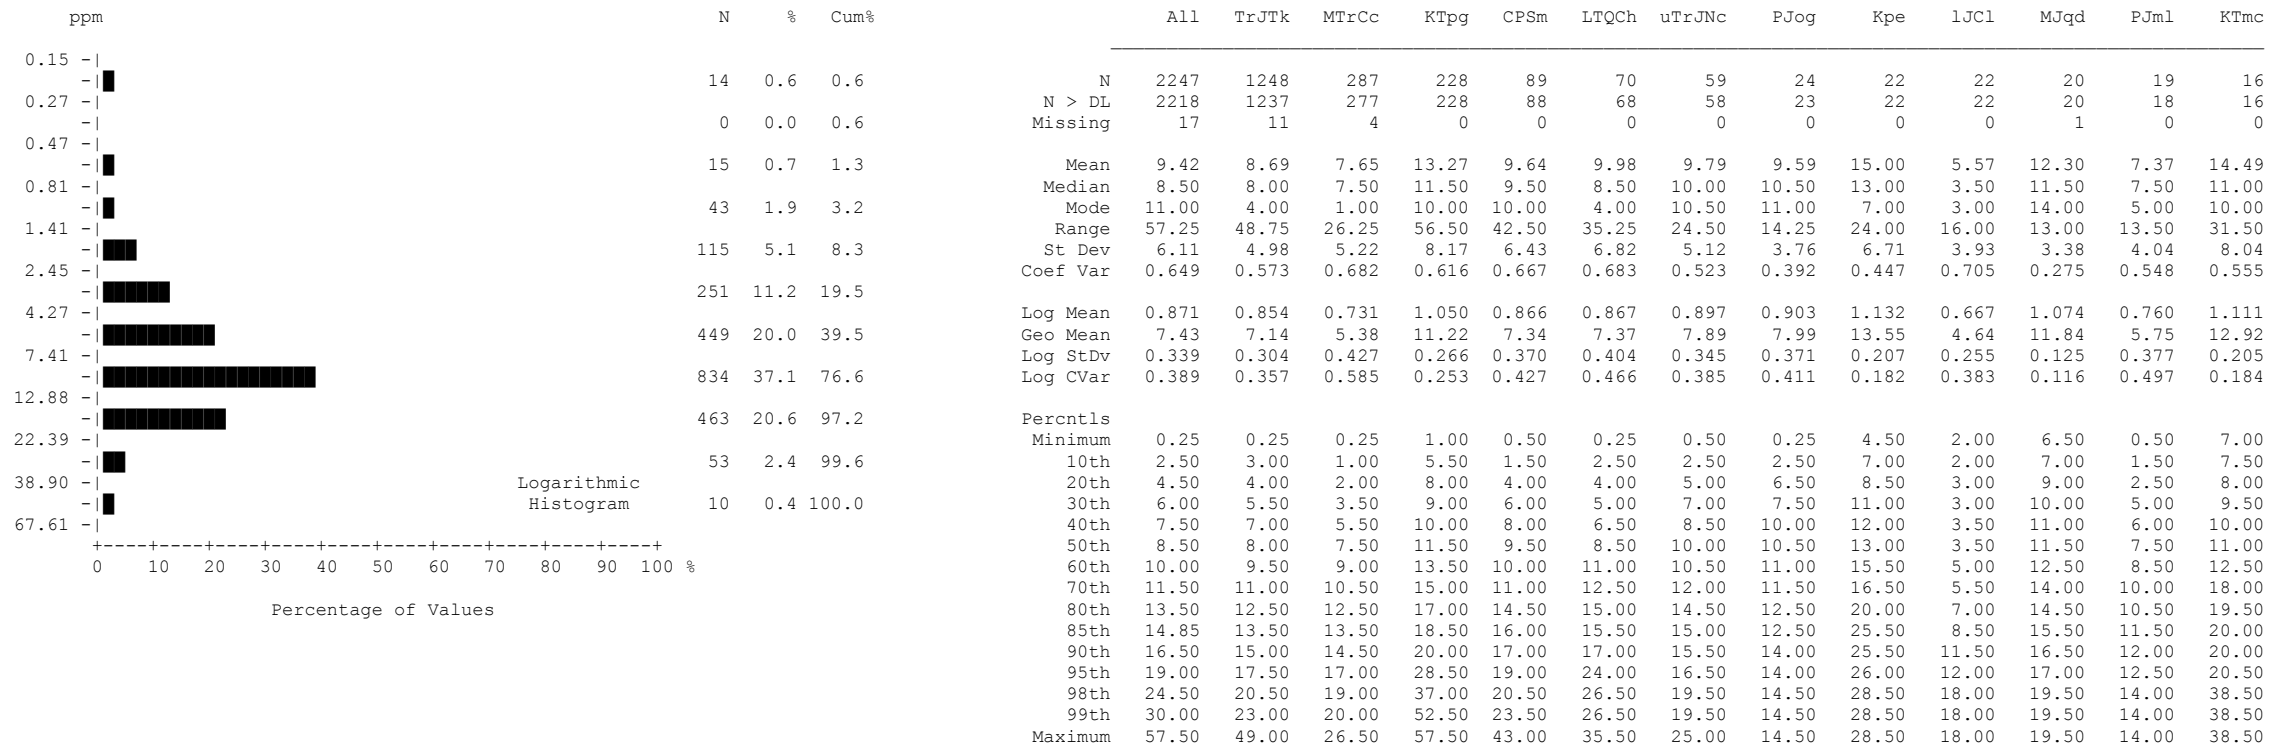 ppm N % Cum% All TrJTk MTrCc KTpg CPSm LTQCh uTrJNc PJog Kpe lJCl MJqd PJml KTmc
0.15 -|
-| 14 0.6 0.6 N 2247 1248 287 228 89 70 59 24 22 22 20 19 16
0.27 -| N > DL 2218 1237 277 228 88 68 58 23 22 22 20 18 16
-| 0 0.0 0.6 Missing 17 11 4 0 0 0 0 0 0 0 1 0 0
0.47 -|
-| 15 0.7 1.3 Mean 9.42 8.69 7.65 13.27 9.64 9.98 9.79 9.59 15.00 5.57 12.30 7.37 14.49
0.81 -| Median 8.50 8.00 7.50 11.50 9.50 8.50 10.00 10.50 13.00 3.50 11.50 7.50 11.00
-| 43 1.9 3.2 Mode 11.00 4.00 1.00 10.00 10.00 4.00 10.50 11.00 7.00 3.00 14.00 5.00 10.00
1.41 -| Range 57.25 48.75 26.25 56.50 42.50 35.25 24.50 14.25 24.00 16.00 13.00 13.50 31.50
-| 115 5.1 8.3 St Dev 6.11 4.98 5.22 8.17 6.43 6.82 5.12 3.76 6.71 3.93 3.38 4.04 8.04
2.45 -| Coef Var 0.649 0.573 0.682 0.616 0.667 0.683 0.523 0.392 0.447 0.705 0.275 0.548 0.555
-| 251 11.2 19.5
4.27 -| Log Mean 0.871 0.854 0.731 1.050 0.866 0.867 0.897 0.903 1.132 0.667 1.074 0.760 1.111
-| 449 20.0 39.5 Geo Mean 7.43 7.14 5.38 11.22 7.34 7.37 7.89 7.99 13.55 4.64 11.84 5.75 12.92
7.41 -| Log StDv 0.339 0.304 0.427 0.266 0.370 0.404 0.345 0.371 0.207 0.255 0.125 0.377 0.205
-| 834 37.1 76.6 Log CVar 0.389 0.357 0.585 0.253 0.427 0.466 0.385 0.411 0.182 0.383 0.116 0.497 0.184
12.88 -|
-| 463 20.6 97.2 Percntls
22.39 -| Minimum 0.25 0.25 0.25 1.00 0.50 0.25 0.50 0.25 4.50 2.00 6.50 0.50 7.00
-| 53 2.4 99.6 10th 2.50 3.00 1.00 5.50 1.50 2.50 2.50 2.50 7.00 2.00 7.00 1.50 7.50
38.90 -| Logarithmic 20th 4.50 4.00 2.00 8.00 4.00 4.00 5.00 6.50 8.50 3.00 9.00 2.50 8.00
-| Histogram 10 0.4 100.0 30th 6.00 5.50 3.50 9.00 6.00 5.00 7.00 7.50 11.00 3.00 10.00 5.00 9.50
67.61 -| 40th 7.50 7.00 5.50 10.00 8.00 6.50 8.50 10.00 12.00 3.50 11.00 6.00 10.00
+----+----+----+----+----+----+----+----+----+----+ 50th 8.50 8.00 7.50 11.50 9.50 8.50 10.00 10.50 13.00 3.50 11.50 7.50 11.00
0 10 20 30 40 50 60 70 80 90 100 % 60th 10.00 9.50 9.00 13.50 10.00 11.00 10.50 11.00 15.50 5.00 12.50 8.50 12.50
70th 11.50 11.00 10.50 15.00 11.00 12.50 12.00 11.50 16.50 5.50 14.00 10.00 18.00
Percentage of Values 80th 13.50 12.50 12.50 17.00 14.50 15.00 14.50 12.50 20.00 7.00 14.50 10.50 19.50
85th 14.85 13.50 13.50 18.50 16.00 15.50 15.00 12.50 25.50 8.50 15.50 11.50 20.00
90th 16.50 15.00 14.50 20.00 17.00 17.00 15.50 14.00 25.50 11.50 16.50 12.00 20.00
95th 19.00 17.50 17.00 28.50 19.00 24.00 16.50 14.00 26.00 12.00 17.00 12.50 20.50
98th 24.50 20.50 19.00 37.00 20.50 26.50 19.50 14.50 28.50 18.00 19.50 14.00 38.50
99th 30.00 23.00 20.00 52.50 23.50 26.50 19.50 14.50 28.50 18.00 19.50 14.00 38.50
Maximum 57.50 49.00 26.50 57.50 43.00 35.50 25.00 14.50 28.50 18.00 19.50 14.00 38.50